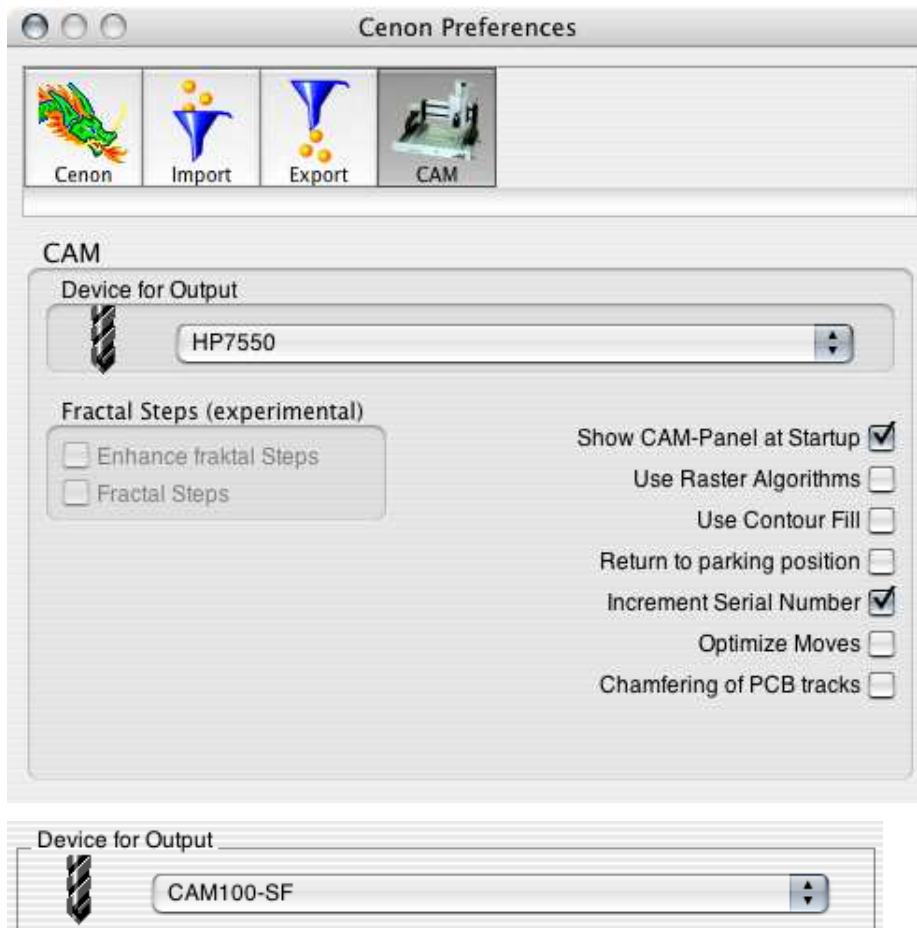 Cenon Preferences
Cenon Import Export CAM
CAM
Device for Output
HP7550
Fractal Steps (experimental)
Enhance fraktal Steps
Fractal Steps
Show CAM-Panel at Startup
Use Raster Algorithms
Use Contour Fill
Return to parking position
Increment Serial Number
Optimize Moves
Chamfering of PCB tracks
Device for Output
CAM100-SF